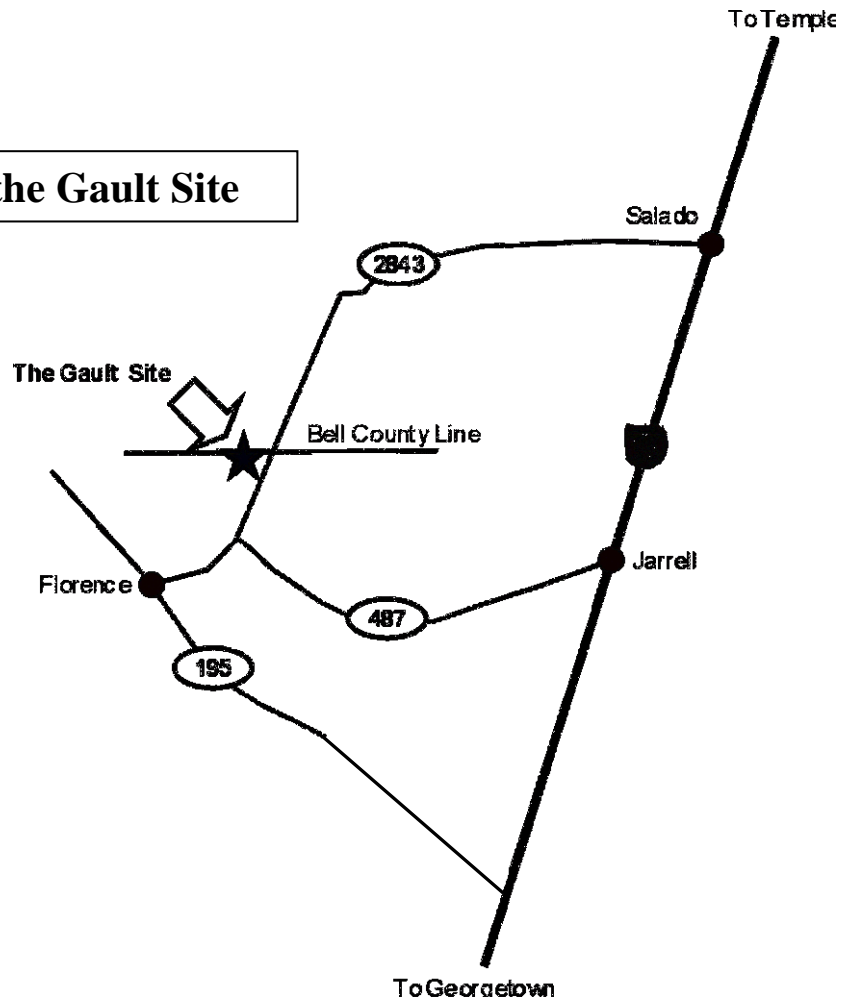 To Temple
the Gault Site
Salado
2843
The Gault Site
Bell County Line
Florence
Jarrell
487
195
To Georgetown